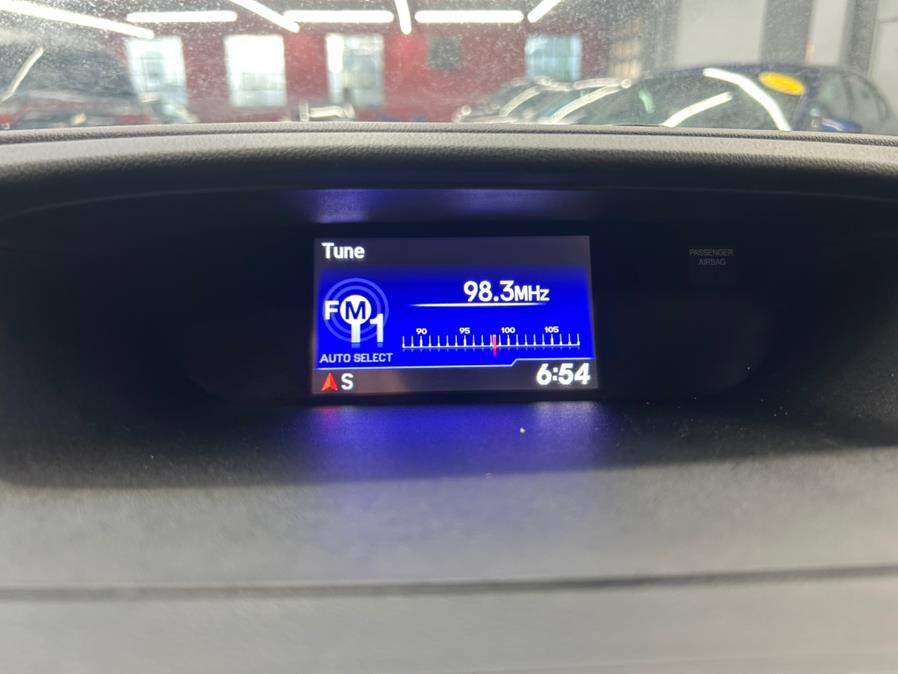 Tune
98.3MHz
FM1
90 95 100 105
AUTO SELECT
S
6:54
PASSENGER
AIRBAG